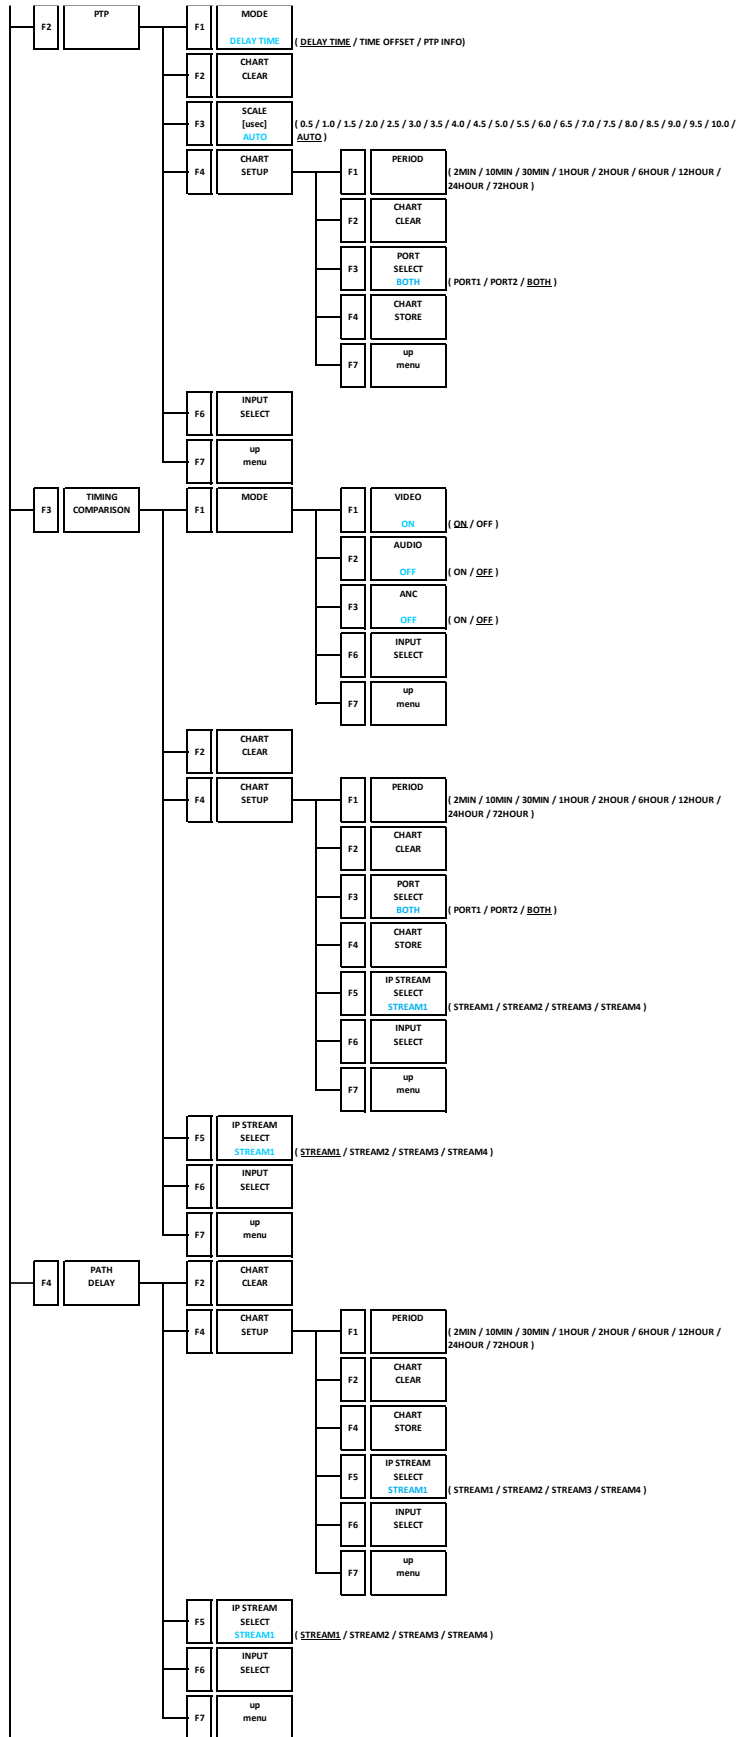 F2 PTP F1 MODE
DELAY TIME ( DELAY TIME / TIME OFFSET / PTP INFO)
F2 CHART
CLEAR
F3 SCALE
[usec] ( 0.5 / 1.0 / 1.5 / 2.0 / 2.5 / 3.0 / 3.5 / 4.0 / 4.5 / 5.0 / 5.5 / 6.0 / 6.5 / 7.0 / 7.5 / 8.0 / 8.5 / 9.0 / 9.5 / 10.0 /
AUTO AUTO )
F4 CHART
SETUP
F1 PERIOD
( 2MIN / 10MIN / 30MIN / 1HOUR / 2HOUR / 6HOUR / 12HOUR /
24HOUR / 72HOUR )
F2 CHART
CLEAR
F3 PORT
SELECT
BOTH ( PORT1 / PORT2 / BOTH )
F4 CHART
STORE
F7 up
menu
F6 INPUT
SELECT
F7 up
menu
F3 TIMING
COMPARISON
F1 MODE
F1 VIDEO
ON ( ON / OFF )
F2 AUDIO
OFF ( ON / OFF )
F3 ANC
OFF ( ON / OFF )
F6 INPUT
SELECT
F7 up
menu
F2 CHART
CLEAR
F4 CHART
SETUP
F1 PERIOD
( 2MIN / 10MIN / 30MIN / 1HOUR / 2HOUR / 6HOUR / 12HOUR /
24HOUR / 72HOUR )
F2 CHART
CLEAR
F3 PORT
SELECT
BOTH ( PORT1 / PORT2 / BOTH )
F4 CHART
STORE
F5 IP STREAM
SELECT
STREAM1 ( STREAM1 / STREAM2 / STREAM3 / STREAM4 )
F6 INPUT
SELECT
F7 up
menu
F5 IP STREAM
SELECT
STREAM1 ( STREAM1 / STREAM2 / STREAM3 / STREAM4 )
F6 INPUT
SELECT
F7 up
menu
F4 PATH
DELAY
F2 CHART
CLEAR
F4 CHART
SETUP
F1 PERIOD
( 2MIN / 10MIN / 30MIN / 1HOUR / 2HOUR / 6HOUR / 12HOUR /
24HOUR / 72HOUR )
F2 CHART
CLEAR
F4 CHART
STORE
F5 IP STREAM
SELECT
STREAM1 ( STREAM1 / STREAM2 / STREAM3 / STREAM4 )
F6 INPUT
SELECT
F7 up
menu
F5 IP STREAM
SELECT
STREAM1 ( STREAM1 / STREAM2 / STREAM3 / STREAM4 )
F6 INPUT
SELECT
F7 up
menu